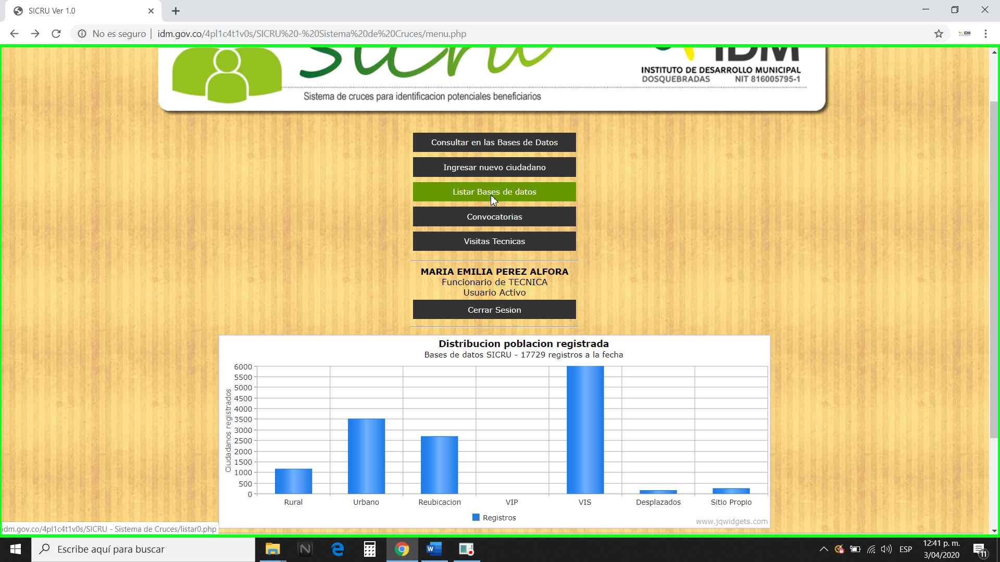 SICRU Ver 1.0
No es seguro | idm.gov.co/4pl1c4t1v0s/SICRU%20-%20Sistema%20de%20Cruces/menu.php
IDM
sicru
IDM
INSTITUTO DE DESARROLLO MUNICIPAL
DOSQUEBRADAS NIT 816005795-1
Sistema de cruces para identificacion potenciales beneficiarios
Consultar en las Bases de Datos
Ingresar nuevo ciudadano
Listar Bases de datos
Convocatorias
Visitas Tecnicas
MARIA EMILIA PEREZ ALFORA
Funcionario de TECNICA
Usuario Activo
Cerrar Sesion
Distribucion poblacion registrada
Bases de datos SICRU - 17729 registros a la fecha
Ciudadanos registrados
6000
5500
5000
4500
4000
3500
3000
2500
2000
1500
1000
500
0
Rural Urbano Reubicacion VIP VIS Desplazados Sitio Propio
Registros
www.jqwidgets.com
idm.gov.co/4pl1c4t1v0s/SICRU - Sistema de Cruces/listar0.php
Escribe aquí para buscar
ESP
12:41 p. m.
3/04/2020
11